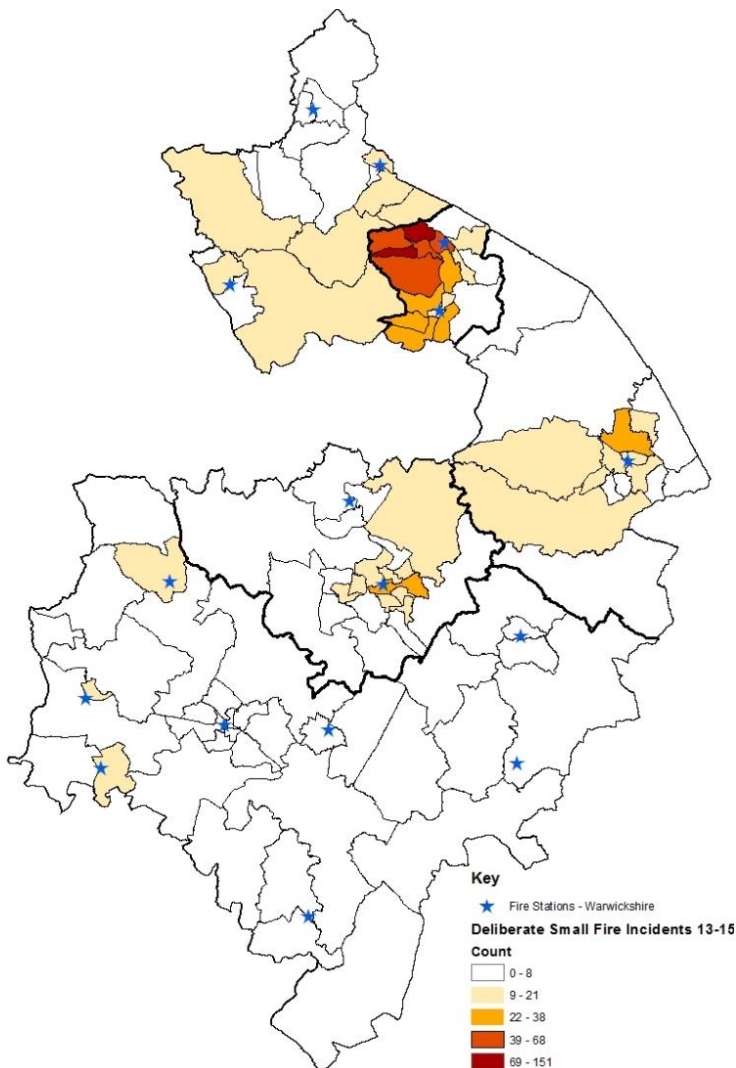 Key
Fire Stations - Warwickshire
Deliberate Small Fire Incidents 13-15
Count
0 - 8
9 - 21
22 - 38
39 - 68
69 - 151